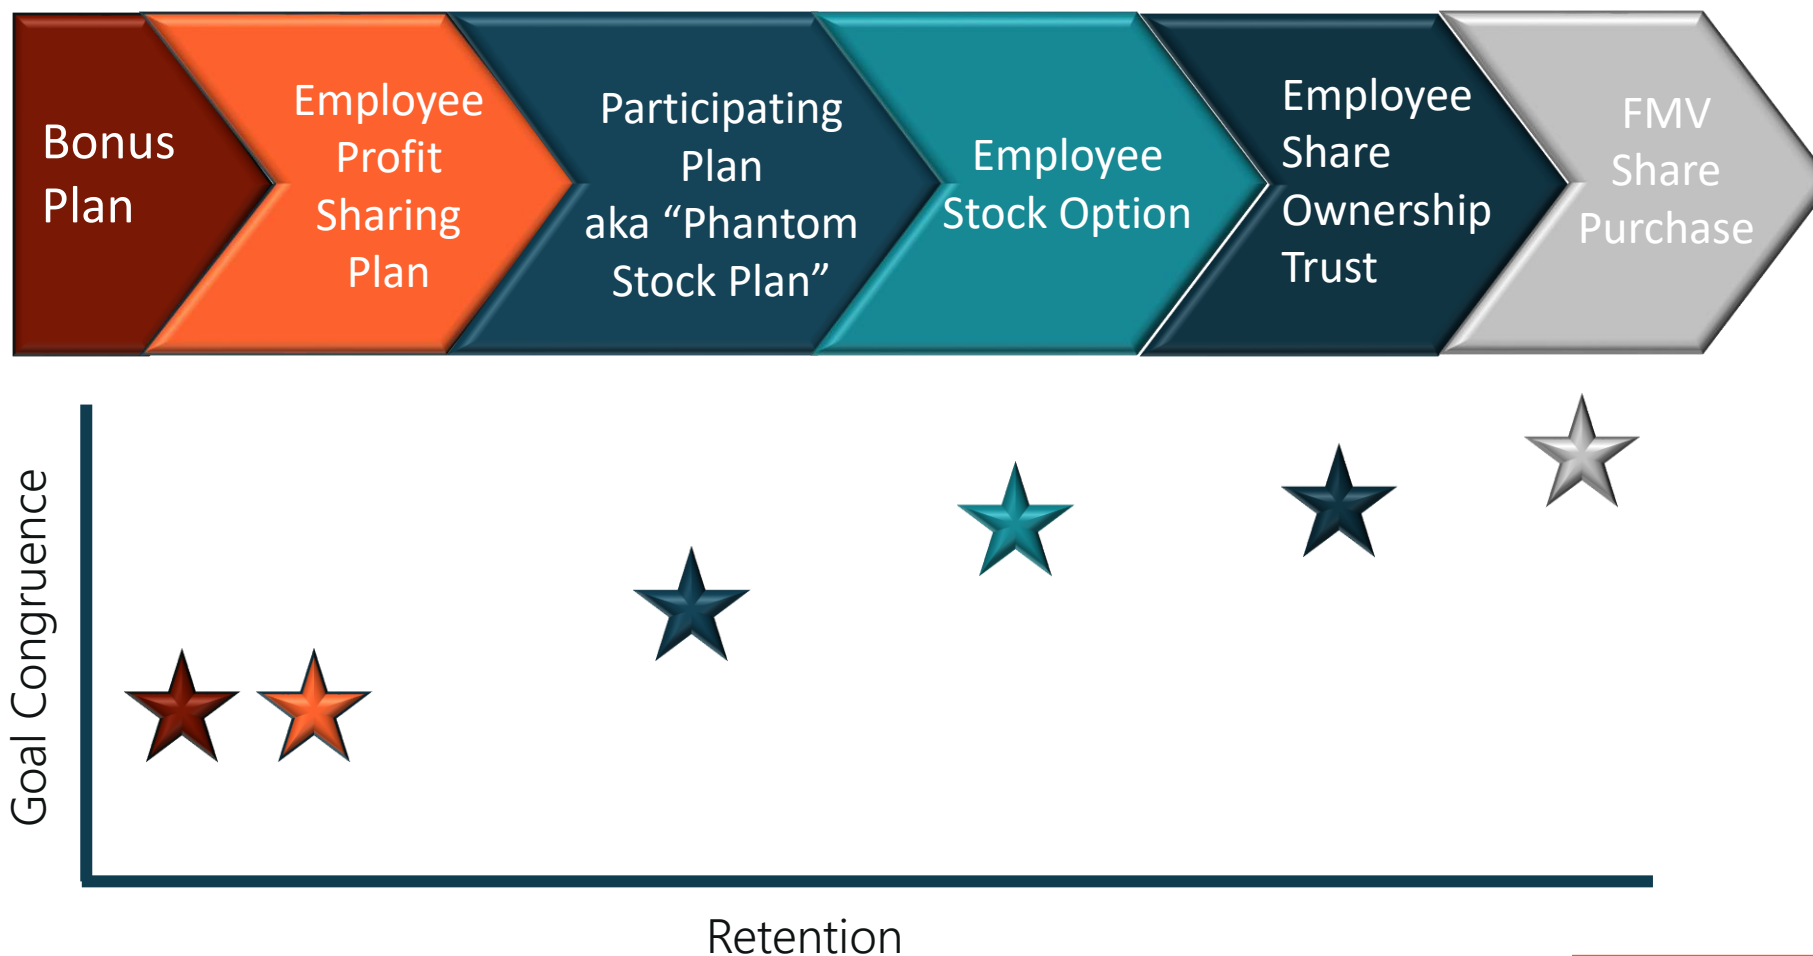 Bonus
Plan
Employee
Profit
Sharing
Plan
Participating
Plan
aka “Phantom
Stock Plan”
Employee
Stock Option
Employee
Share
Ownership
Trust
FMV
Share
Purchase
Goal Congruence
Retention